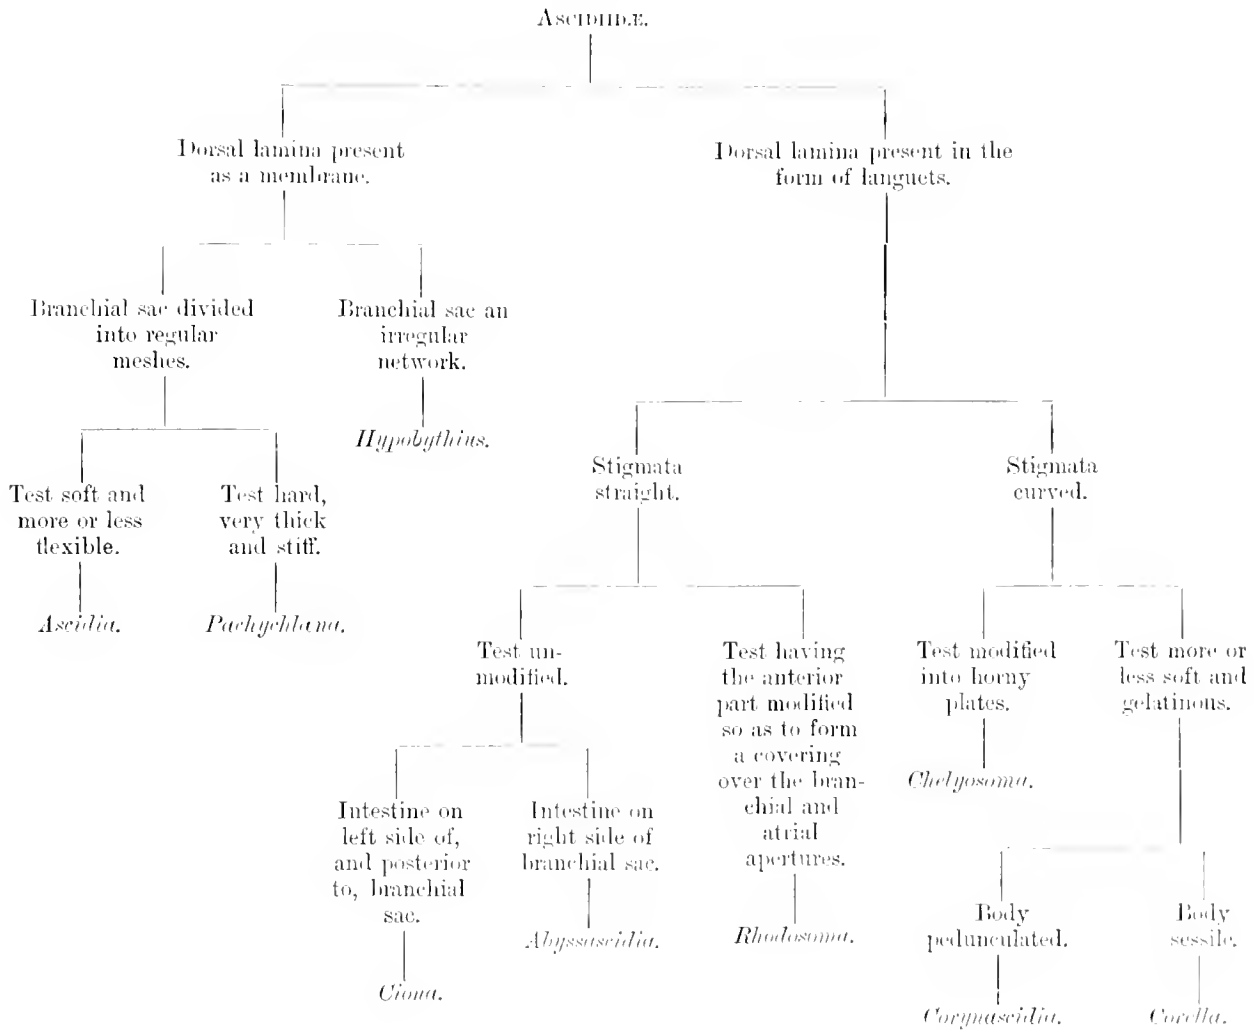 ASCIDIIDÆ.
Dorsal lamina present
as a membrane.
Dorsal lamina present in the
form of languets.
Branchial sac divided
into regular
meshes.
Branchial sac an
irregular
network.
Hypobythius.
Test soft and
more or less
flexible.
Ascidia.
Test hard,
very thick
and stiff.
Pachychlæna.
Stigmata
straight.
Stigmata
curved.
Test un-
modified.
Test having
the anterior
part modified
so as to form
a covering
over the bran-
chial and
atrial
apertures.
Rhodosoma.
Intestine on
left side of,
and posterior
to, branchial
sac.
Ciona.
Intestine on
right side of
branchial sac.
Abyssascidia.
Test modified
into horny
plates.
Chelyosoma.
Test more or
less soft and
gelatinous.
Body
pedunculated.
Corynascidia.
Body
sessile.
Corella.